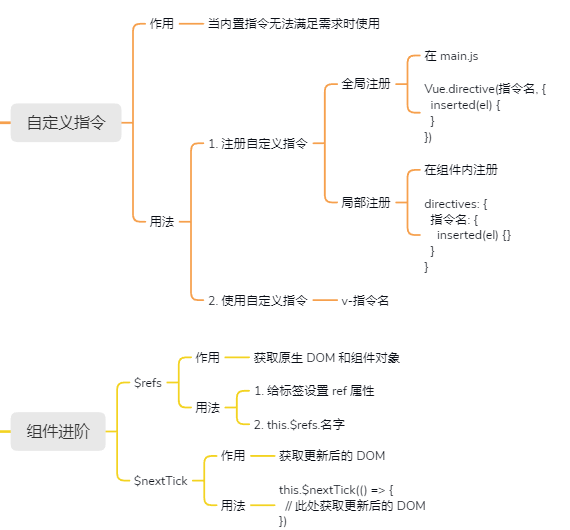 自定义指令
作用
当内置指令无法满足需求时使用
用法
1. 注册自定义指令
全局注册
在 main.js
Vue.directive(指令名, {
inserted(el) {
}
})
局部注册
在组件内注册
directives: {
指令名: {
inserted(el) {}
}
}
2. 使用自定义指令
v-指令名
组件进阶
$refs
作用
获取原生 DOM 和组件对象
用法
1. 给标签设置 ref 属性
2. this.$refs.名字
$nextTick
作用
获取更新后的 DOM
用法
this.$nextTick(() => {
// 此处获取更新后的 DOM
})